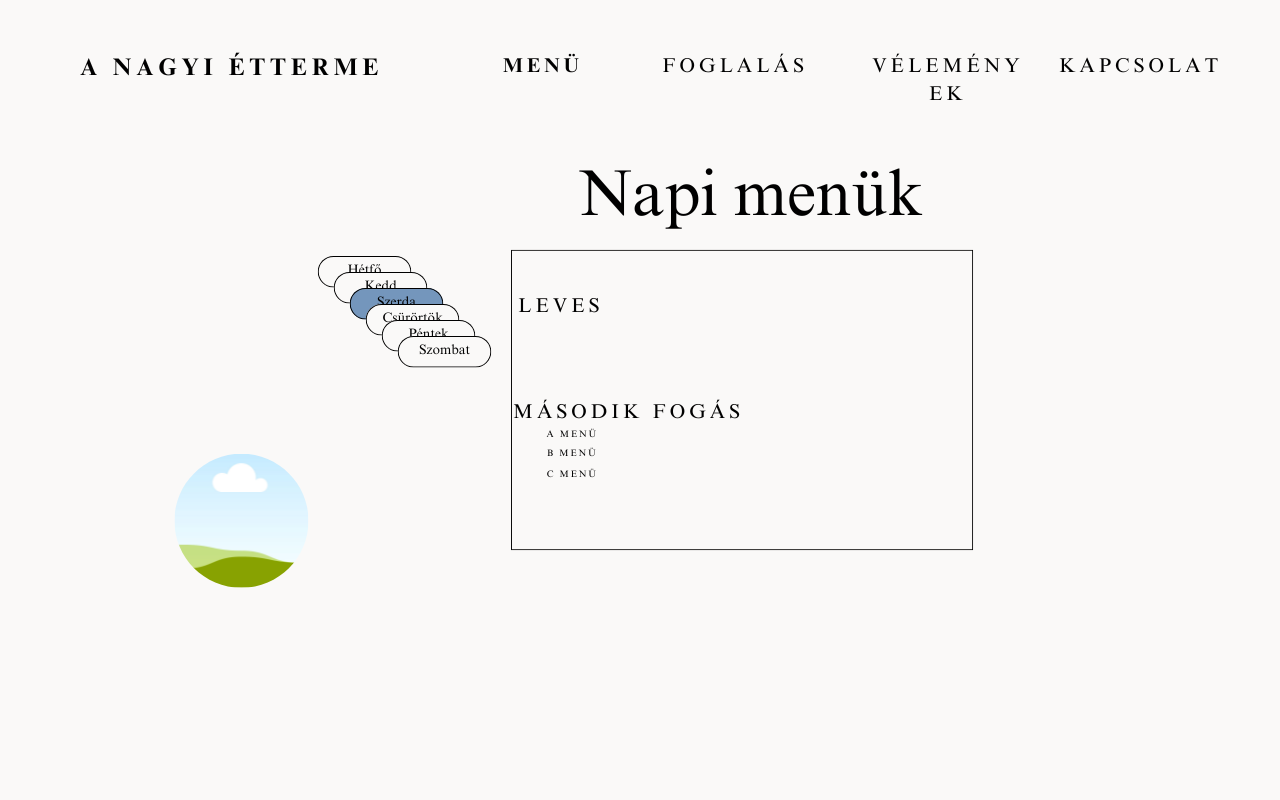 A NAGYI ÉTTERME
MENÜ
FOGLALÁS
VÉLEMÉNY
EK
KAPCSOLAT
Napi menük
Hétfő
Kedd
Szerda
Csürörtök
Péntek
Szombat
LEVES
MÁSODIK FOGÁS
A MENÜ
B MENÜ
C MENÜ